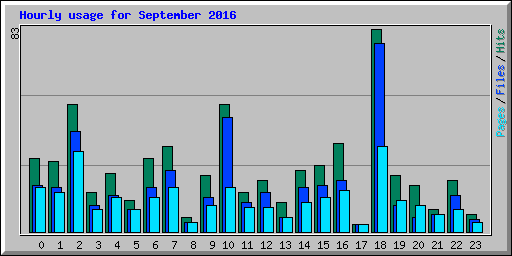 Hourly usage for September 2016
83
Pages/Files/Hits
0 1 2 3 4 5 6 7 8 9 10 11 12 13 14 15 16 17 18 19 20 21 22 23